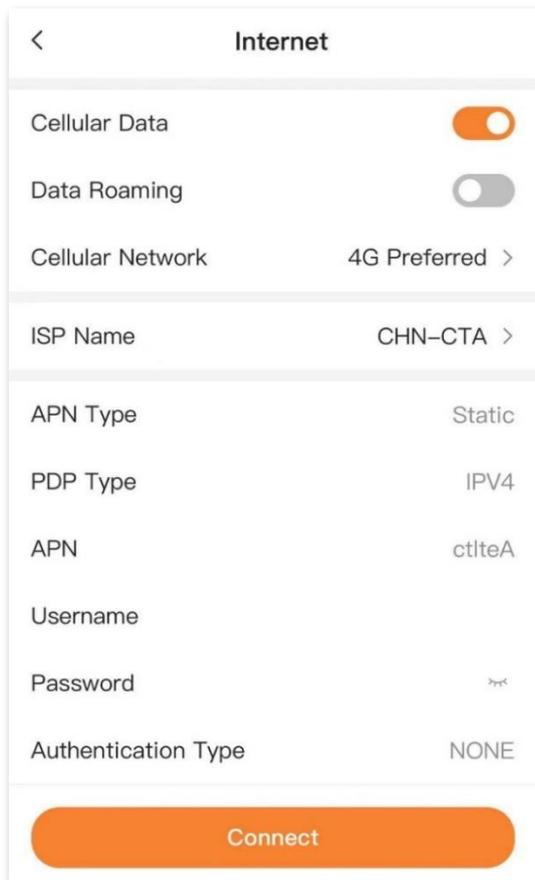 Internet
Cellular Data
Data Roaming
Cellular Network 4G Preferred
ISP Name CHN-CTA
APN Type Static
PDP Type IPV4
APN ctlteA
Username
Password
Authentication Type NONE
Connect